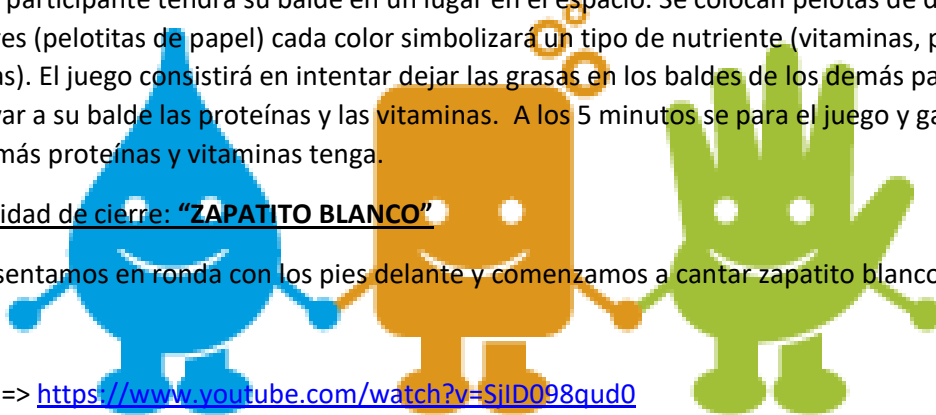 participante tendrá su balde en un lugar en el espacio. Se colocan pelotas de
res (pelotitas de papel) cada color simbolizará un tipo de nutriente (vitaminas,
as). El juego consistirá en intentar dejar las grasas en los baldes de los demás
var a su balde las proteínas y las vitaminas. A los 5 minutos se para el juego y
más proteínas y vitaminas tenga.
idad de cierre: “ZAPATITO BLANCO”
sentamos en ronda con los pies delante y comenzamos a cantar zapatito blanco
=> https://www.youtube.com/watch?v=SjID098qud0